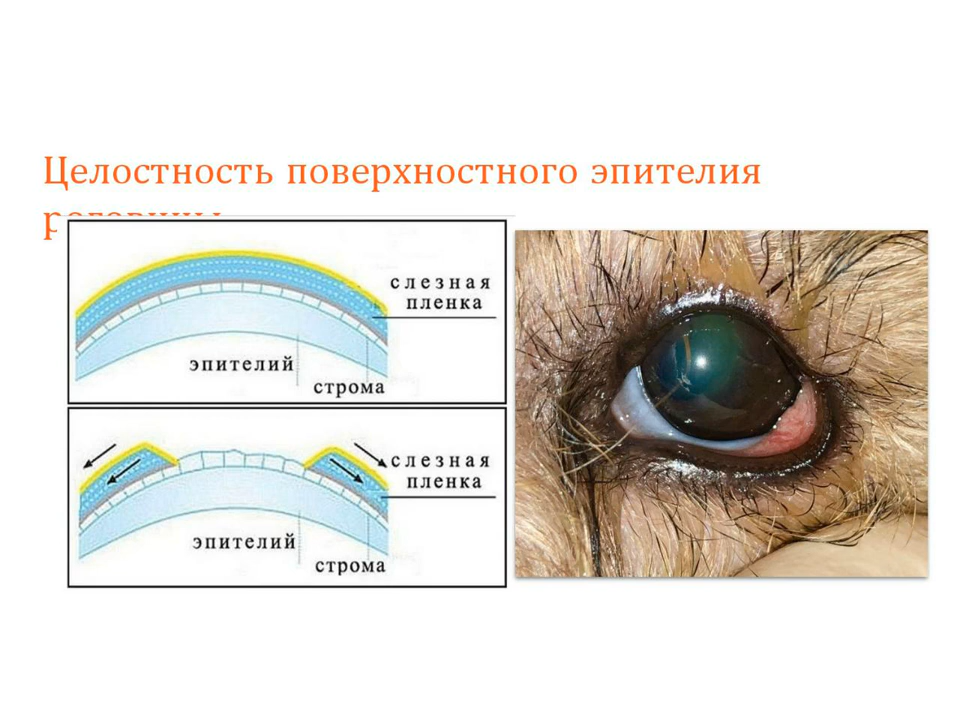 Целостность поверхностного эпителия
слезная
пленка
эпителий
строма
слезная
пленка
эпителий
строма